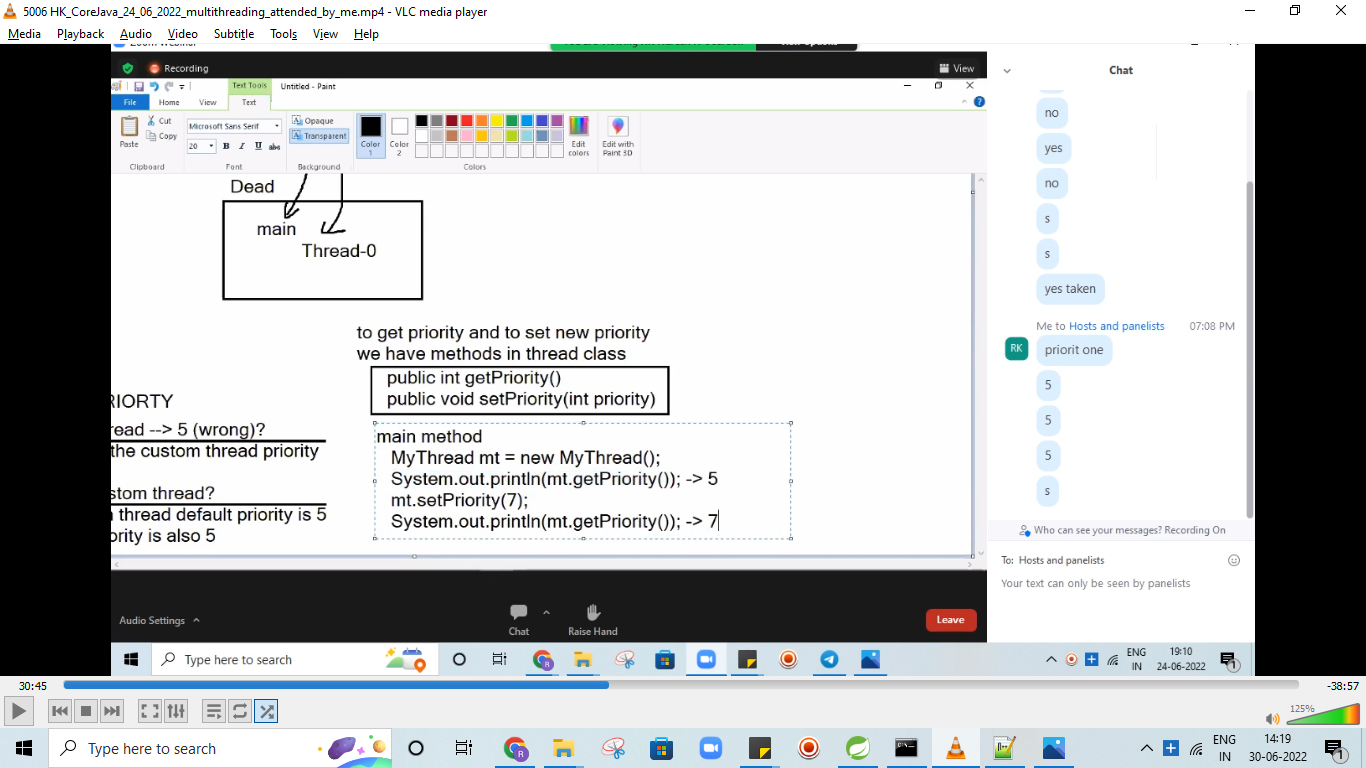 5006 HK_CoreJava_24_06_2022_multithreading_attended_by_me.mp4 - VLC media player
Media Playback Audio Video Subtitle Tools View Help
Recording
View
Text Tools
Untitled - Paint
File Home View Text
Paste
Cut
Copy
Clipboard
Microsoft Sans Serif
20 B I U abc
Font
Opaque
Transparent
Background
Color 1
Color 2
Colors
Edit colors
Edit with Paint 3D
Dead
main
Thread-0
to get priority and to set new priority
we have methods in thread class
public int getPriority()
public void setPriority(int priority)
RIORTY
read --> 5 (wrong)?
the custom thread priority
stom thread?
thread default priority is 5
ority is also 5
main method
MyThread mt = new MyThread();
System.out.println(mt.getPriority()); -> 5
mt.setPriority(7);
System.out.println(mt.getPriority()); -> 7
Chat
no
yes
no
s
s
yes taken
Me to Hosts and panelists 07:08 PM
RK
priorit one
5
5
5
s
Who can see your messages? Recording On
To: Hosts and panelists
Your text can only be seen by panelists
Audio Settings
Chat
Raise Hand
Leave
Type here to search
R
ENG
IN
19:10
24-06-2022
1
30:45
-38:57
125%
Type here to search
R
ENG
IN
14:19
30-06-2022
1